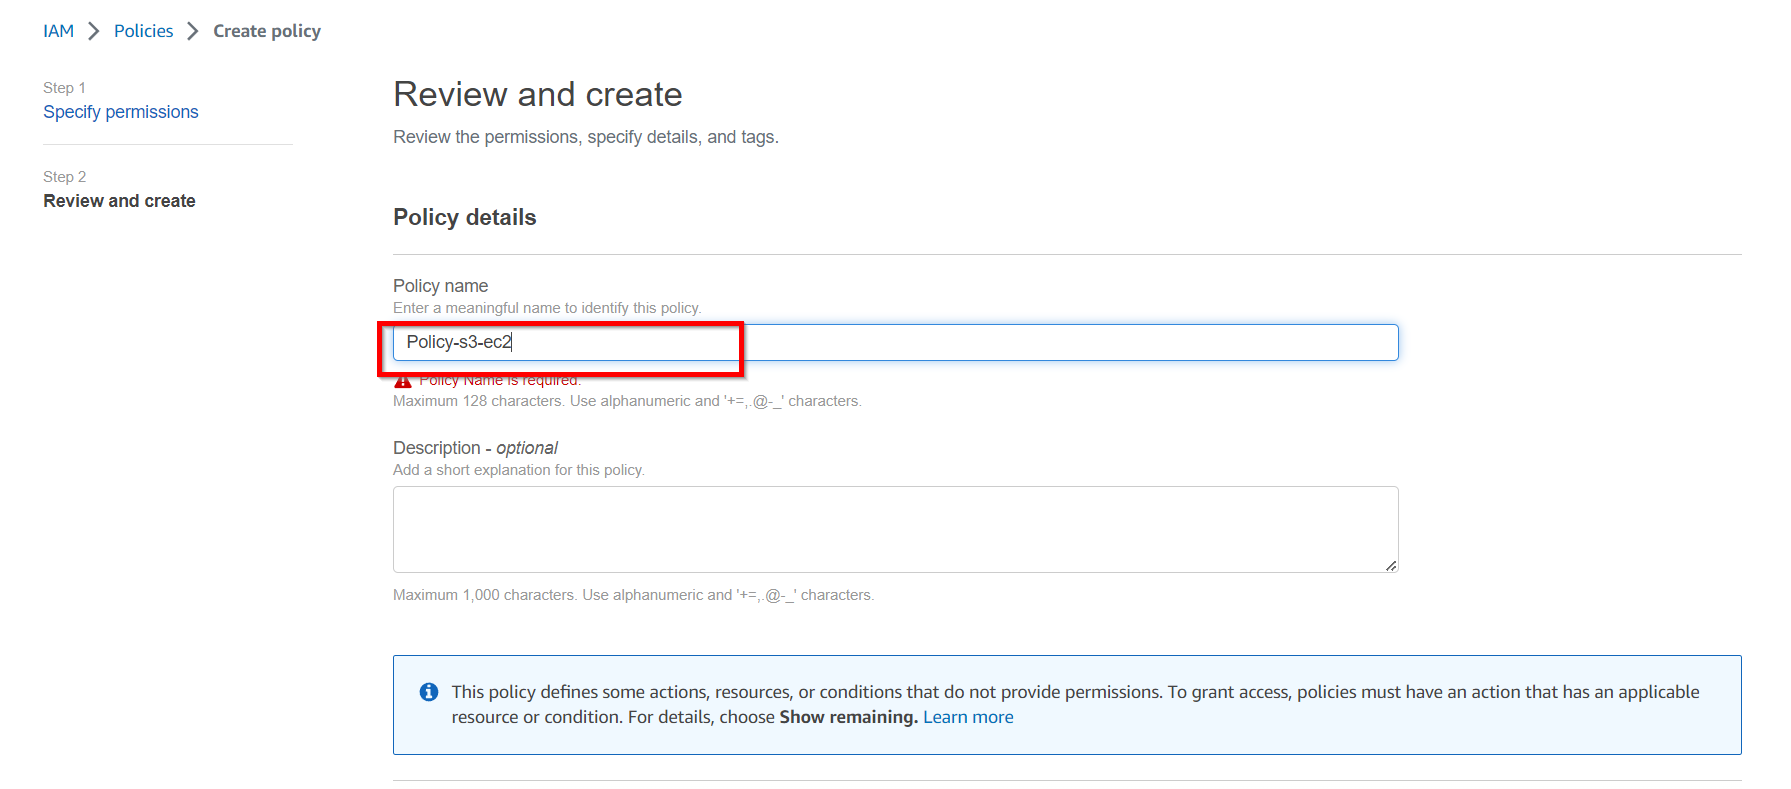 IAM > Policies > Create policy
Step 1
Specify permissions
Step 2
Review and create
Review and create
Review the permissions, specify details, and tags.
Policy details
Policy name
Enter a meaningful name to identify this policy.
Policy-s3-ec2
Policy Name is required.
Maximum 128 characters. Use alphanumeric and '+=,.@-_' characters.
Description - optional
Add a short explanation for this policy.
Maximum 1,000 characters. Use alphanumeric and '+=,.@-_' characters.
This policy defines some actions, resources, or conditions that do not provide permissions. To grant access, policies must have an action that has an applicable
resource or condition. For details, choose Show remaining. Learn more